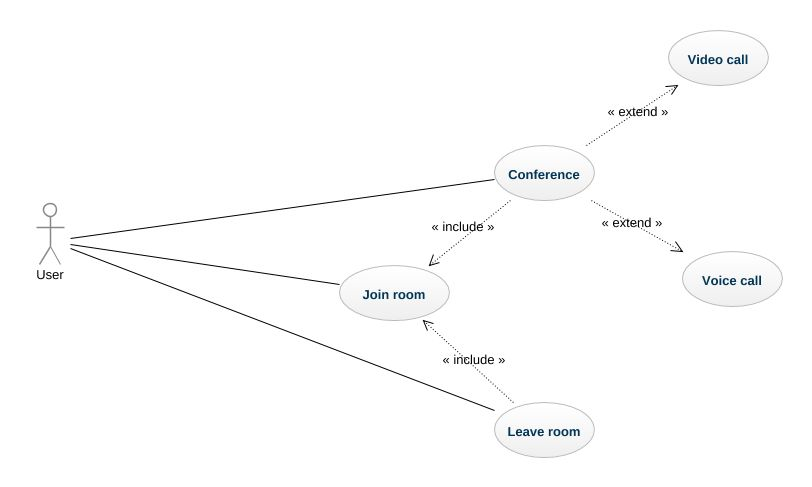 Video call
« extend »
Conference
« include »
« extend »
User
Voice call
Join room
« include »
Leave room